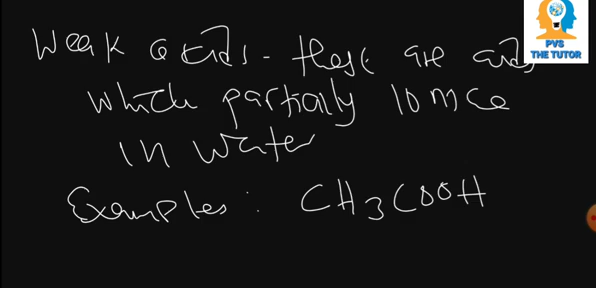 PVS
THE TUTOR
Weak acids - these are acids
which partially ionise
in water
Examples : CH3COOH